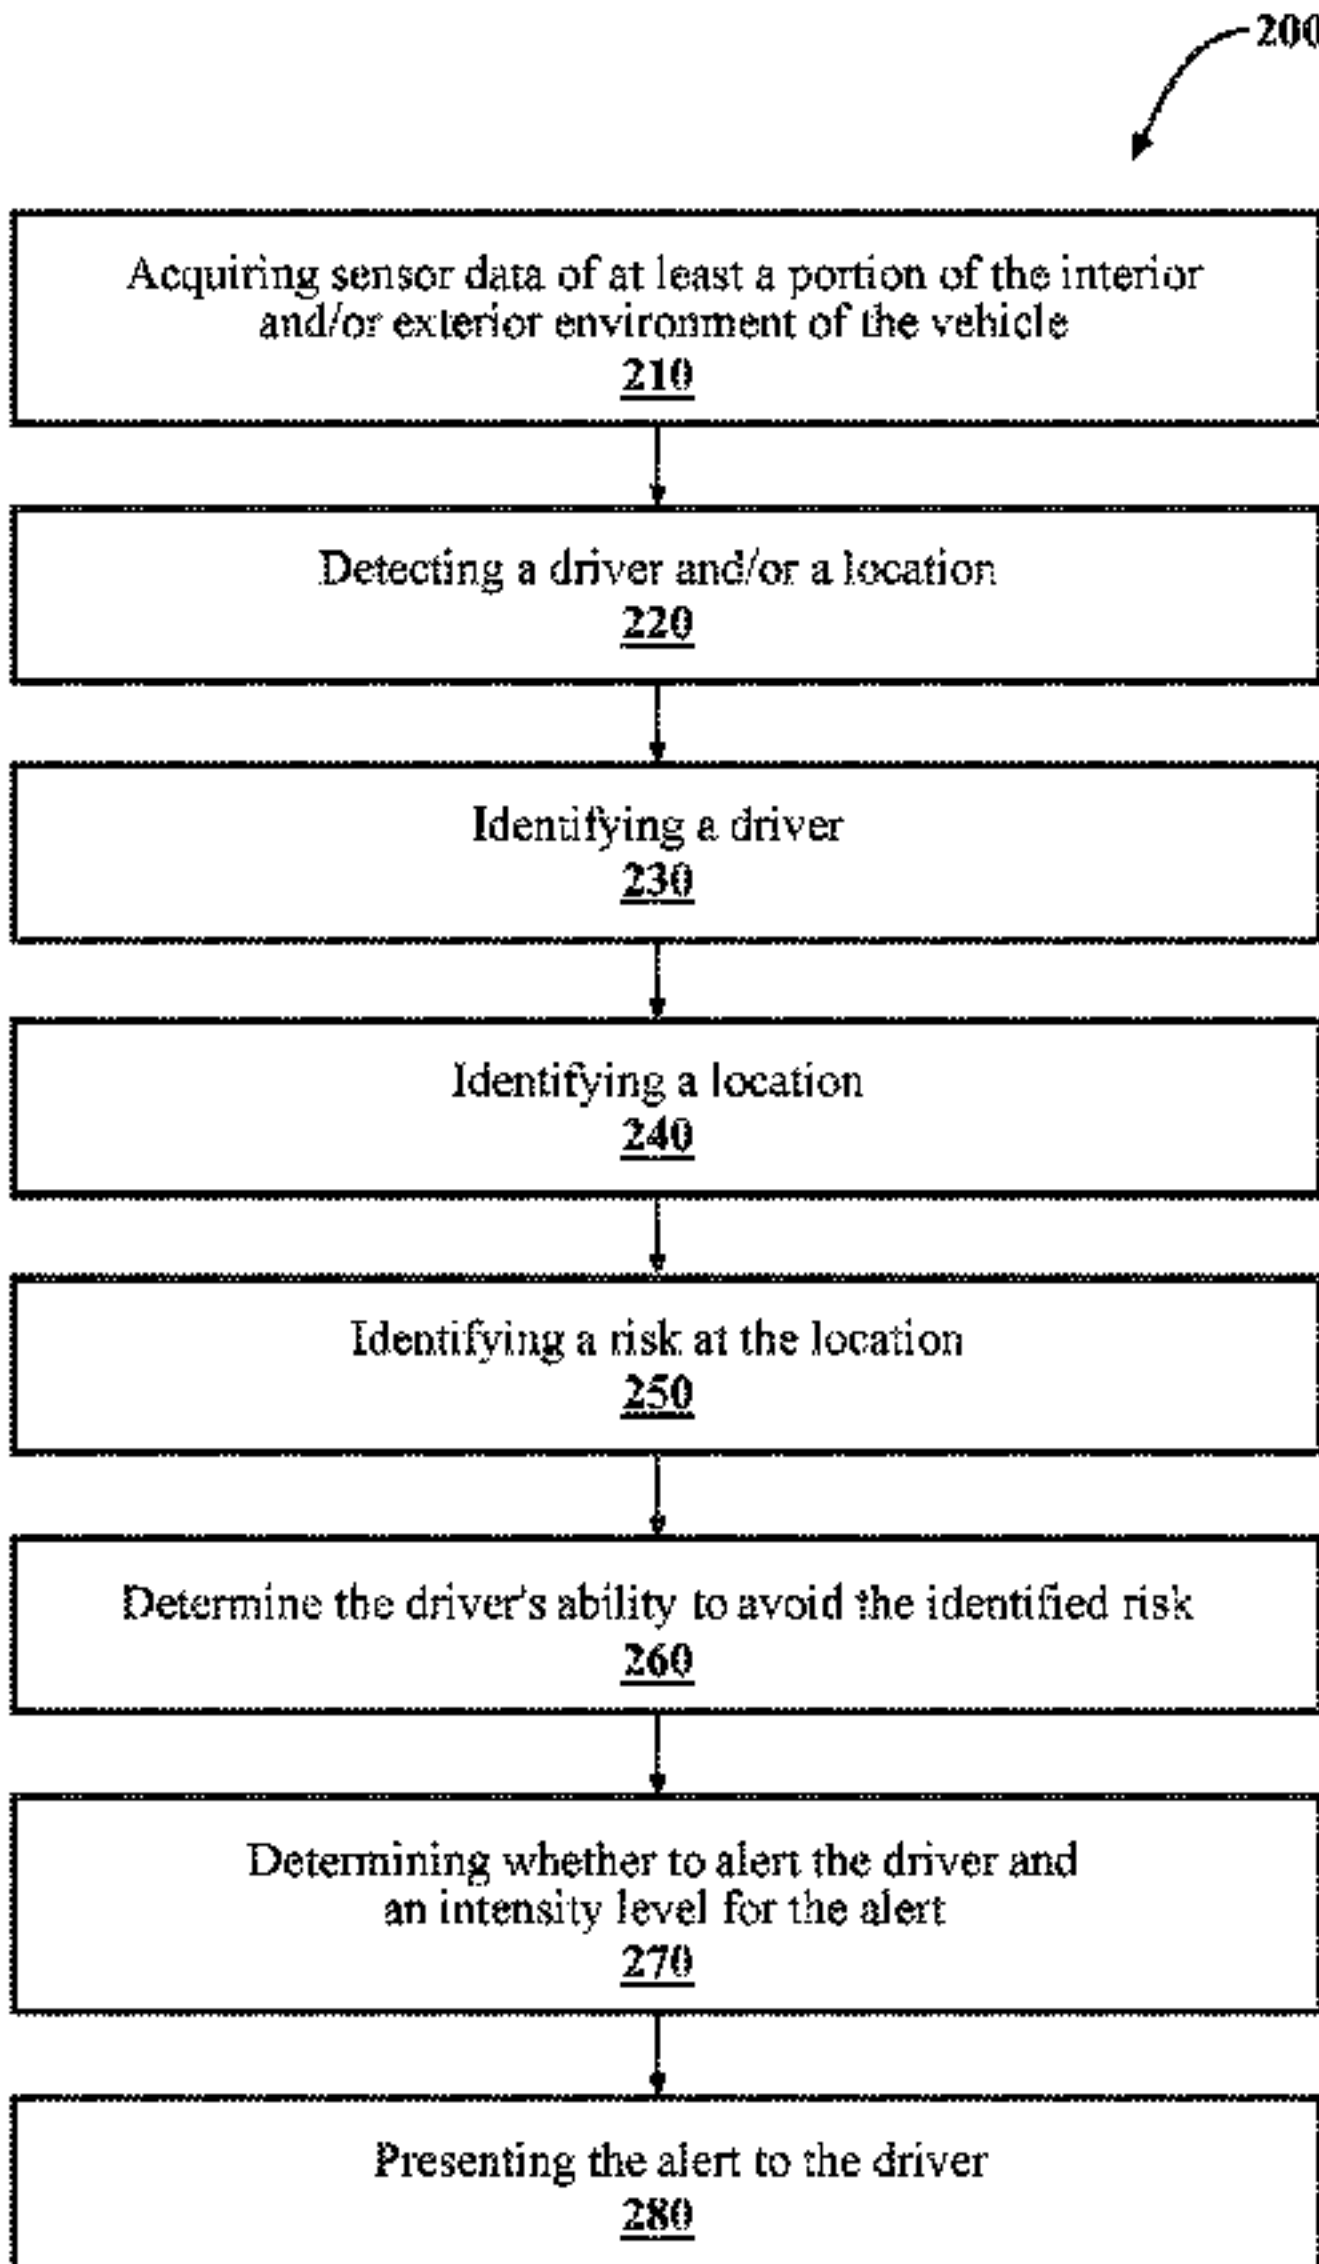 200
Acquiring sensor data of at least a portion of the interior
and/or exterior environment of the vehicle
210
Detecting a driver and/or a location
220
Identifying a driver
230
Identifying a location
240
Identifying a risk at the location
250
Determine the driver's ability to avoid the identified risk
260
Determining whether to alert the driver and
an intensity level for the alert
270
Presenting the alert to the driver
280